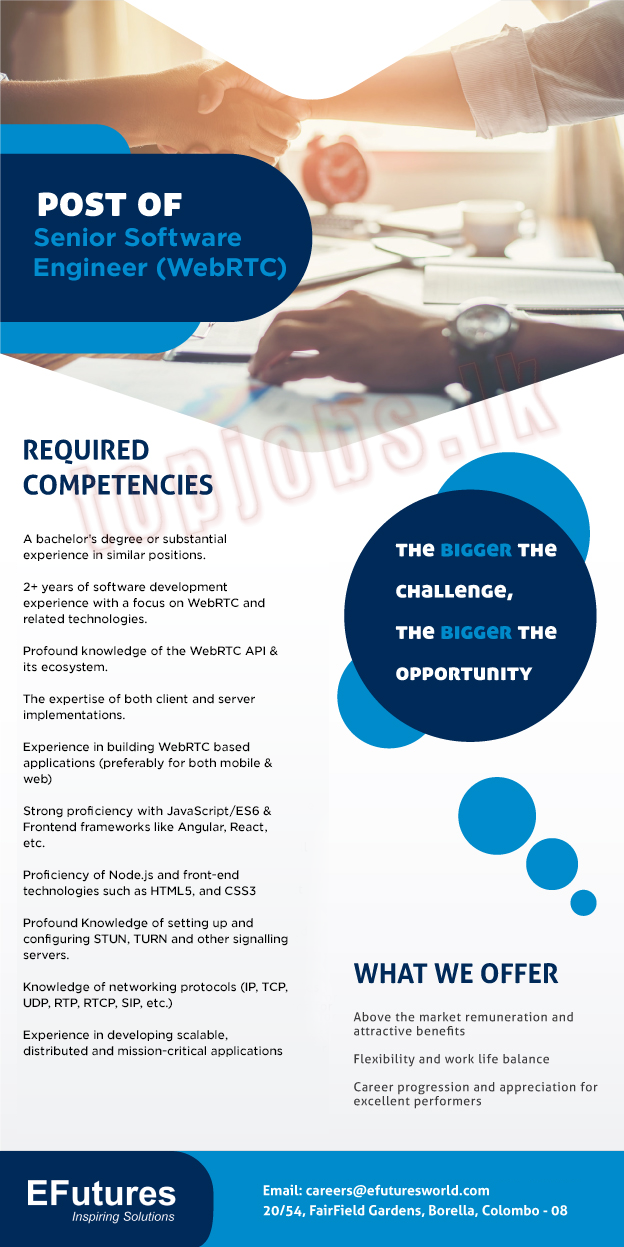 POST OF
Senior Software
Engineer (WebRTC)
topjobs.lk
REQUIRED
COMPETENCIES
A bachelor's degree or substantial
experience in similar positions.
2+ years of software development
experience with a focus on WebRTC and
related technologies.
Profound knowledge of the WebRTC API &
its ecosystem.
The expertise of both client and server
implementations.
Experience in building WebRTC based
applications (preferably for both mobile &
web)
Strong proficiency with JavaScript/ES6 &
Frontend frameworks like Angular, React,
etc.
Proficiency of Node.js and front-end
technologies such as HTML5, and CSS3
Profound Knowledge of setting up and
configuring STUN, TURN and other signalling
servers.
Knowledge of networking protocols (IP, TCP,
UDP, RTP, RTCP, SIP, etc.)
Experience in developing scalable,
distributed and mission-critical applications
THE BIGGER THE
CHALLENGE,
THE BIGGER THE
OPPORTUNITY
WHAT WE OFFER
Above the market remuneration and
attractive benefits
Flexibility and work life balance
Career progression and appreciation for
excellent performers
EFutures
Inspiring Solutions
Email: careers@efuturesworld.com
20/54, FairField Gardens, Borella, Colombo - 08